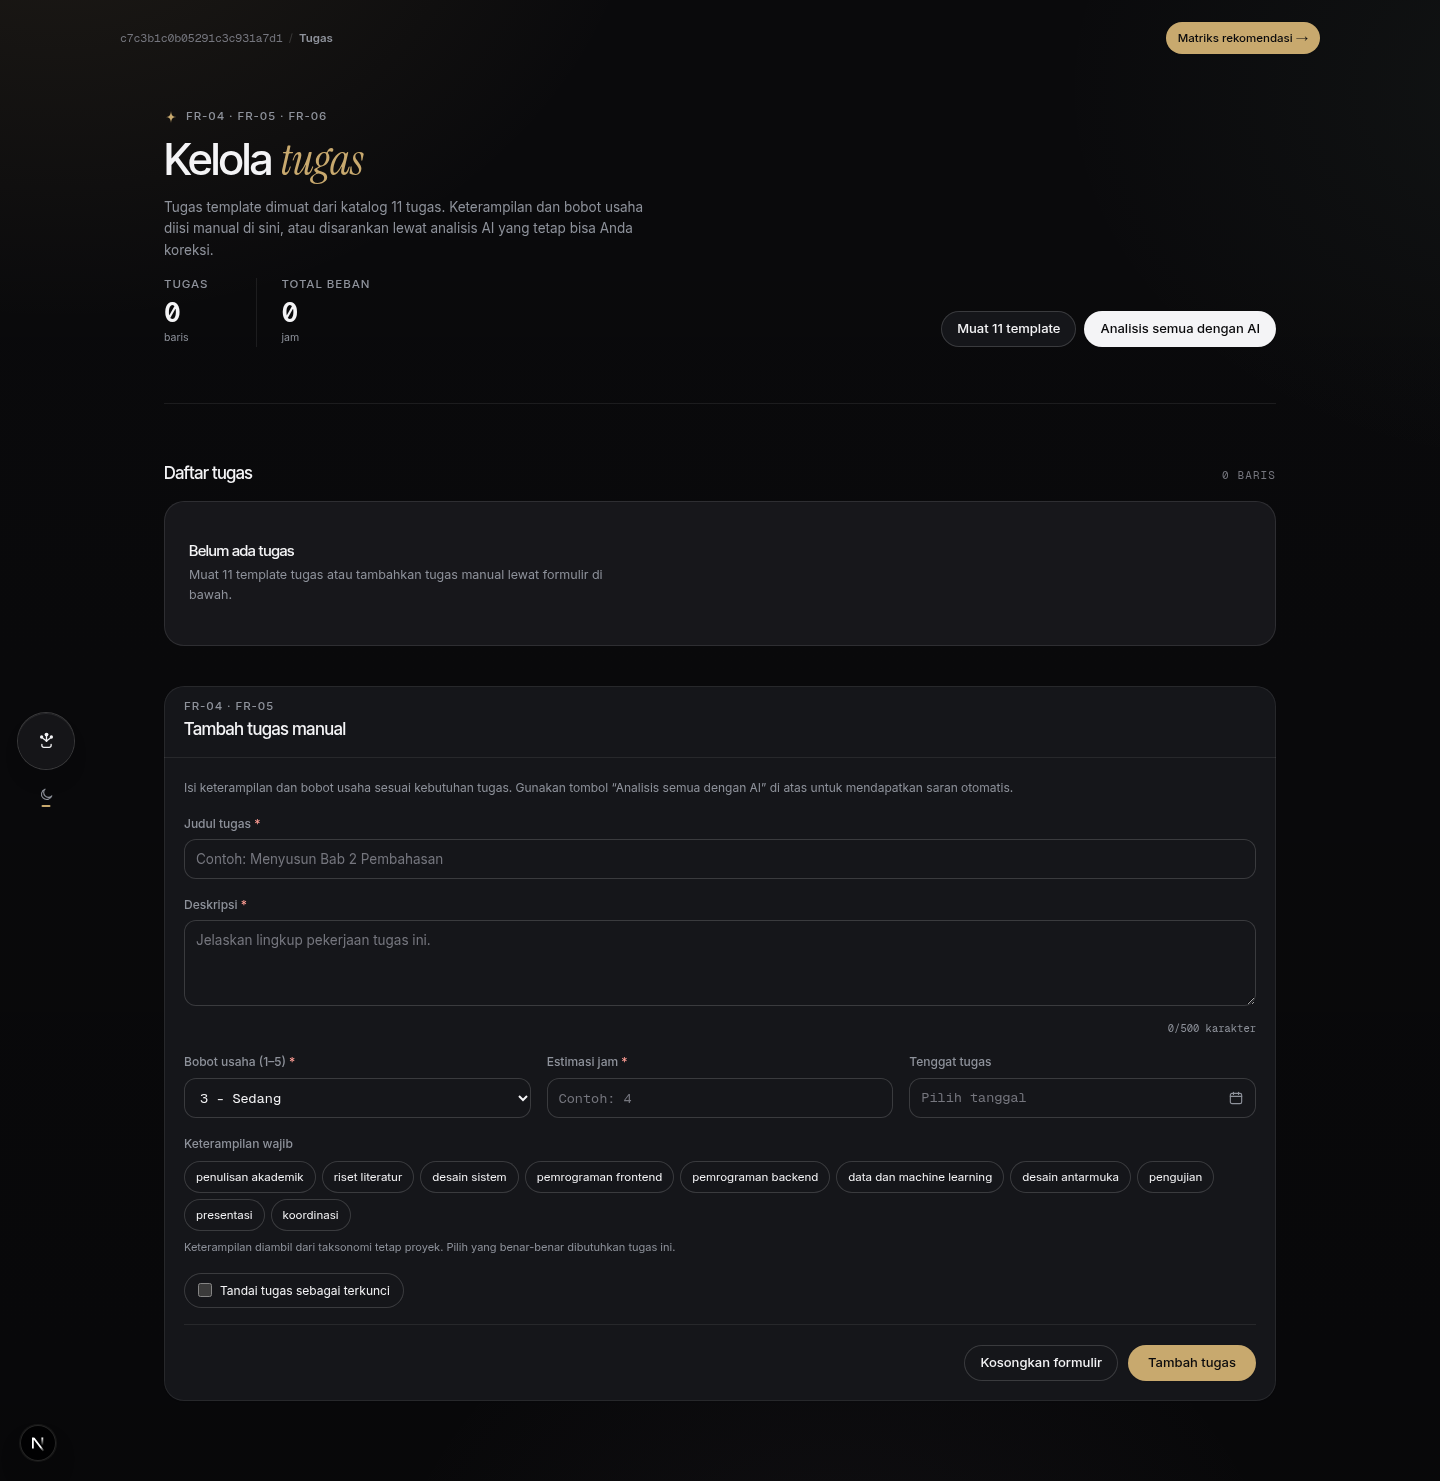 c7c3b1c0b05291c3c931a7d1 / Tugas
Matriks rekomendasi →
FR-04 · FR-05 · FR-06
Kelola tugas
Tugas template dimuat dari katalog 11 tugas. Keterampilan dan bobot usaha
diisi manual di sini, atau disarankan lewat analisis AI yang tetap bisa Anda
koreksi.
TUGAS
0
baris
TOTAL BEBAN
0
jam
Muat 11 template
Analisis semua dengan AI
Daftar tugas
0 BARIS
Belum ada tugas
Muat 11 template tugas atau tambahkan tugas manual lewat formulir di
bawah.
FR-04 · FR-05
Tambah tugas manual
Isi keterampilan dan bobot usaha sesuai kebutuhan tugas. Gunakan tombol “Analisis semua dengan AI” di atas untuk mendapatkan saran otomatis.
Judul tugas *
Contoh: Menyusun Bab 2 Pembahasan
Deskripsi *
Jelaskan lingkup pekerjaan tugas ini.
0/500 karakter
Bobot usaha (1–5) *
3 - Sedang
Estimasi jam *
Contoh: 4
Tenggat tugas
Pilih tanggal
Keterampilan wajib
penulisan akademik
riset literatur
desain sistem
pemrograman frontend
pemrograman backend
data dan machine learning
desain antarmuka
pengujian
presentasi
koordinasi
Keterampilan diambil dari taksonomi tetap proyek. Pilih yang benar-benar dibutuhkan tugas ini.
Tandai tugas sebagai terkunci
Kosongkan formulir
Tambah tugas
N